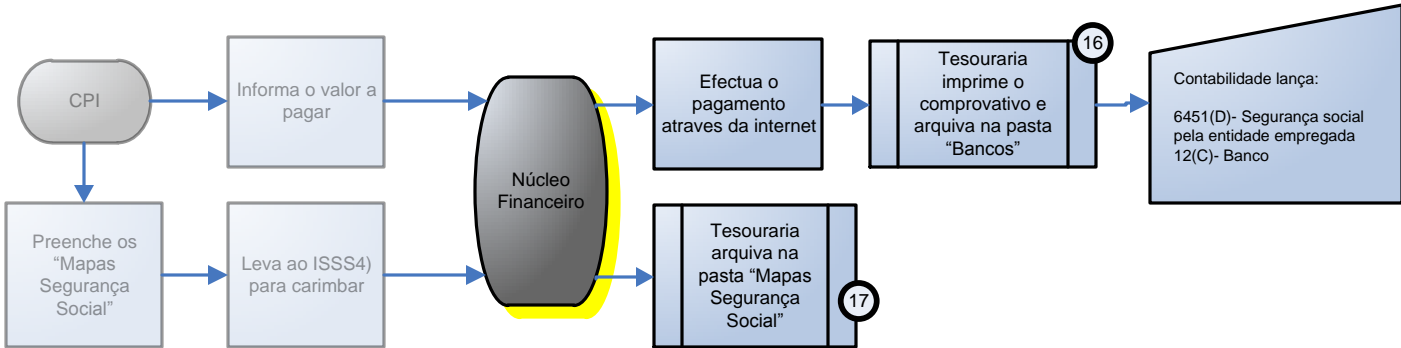 CPI
Informa o valor a
pagar
Efectua o
pagamento
atraves da internet
Tesouraria
imprime o
comprovativo e
arquiva na pasta
“Bancos”
16
Contabilidade lança:
6451(D)- Segurança social
pela entidade empregada
12(C)- Banco
Núcleo
Financeiro
Preenche os
“Mapas
Segurança
Social”
Leva ao ISSS4)
para carimbar
Tesouraria
arquiva na
pasta “Mapas
Segurança
Social”
17